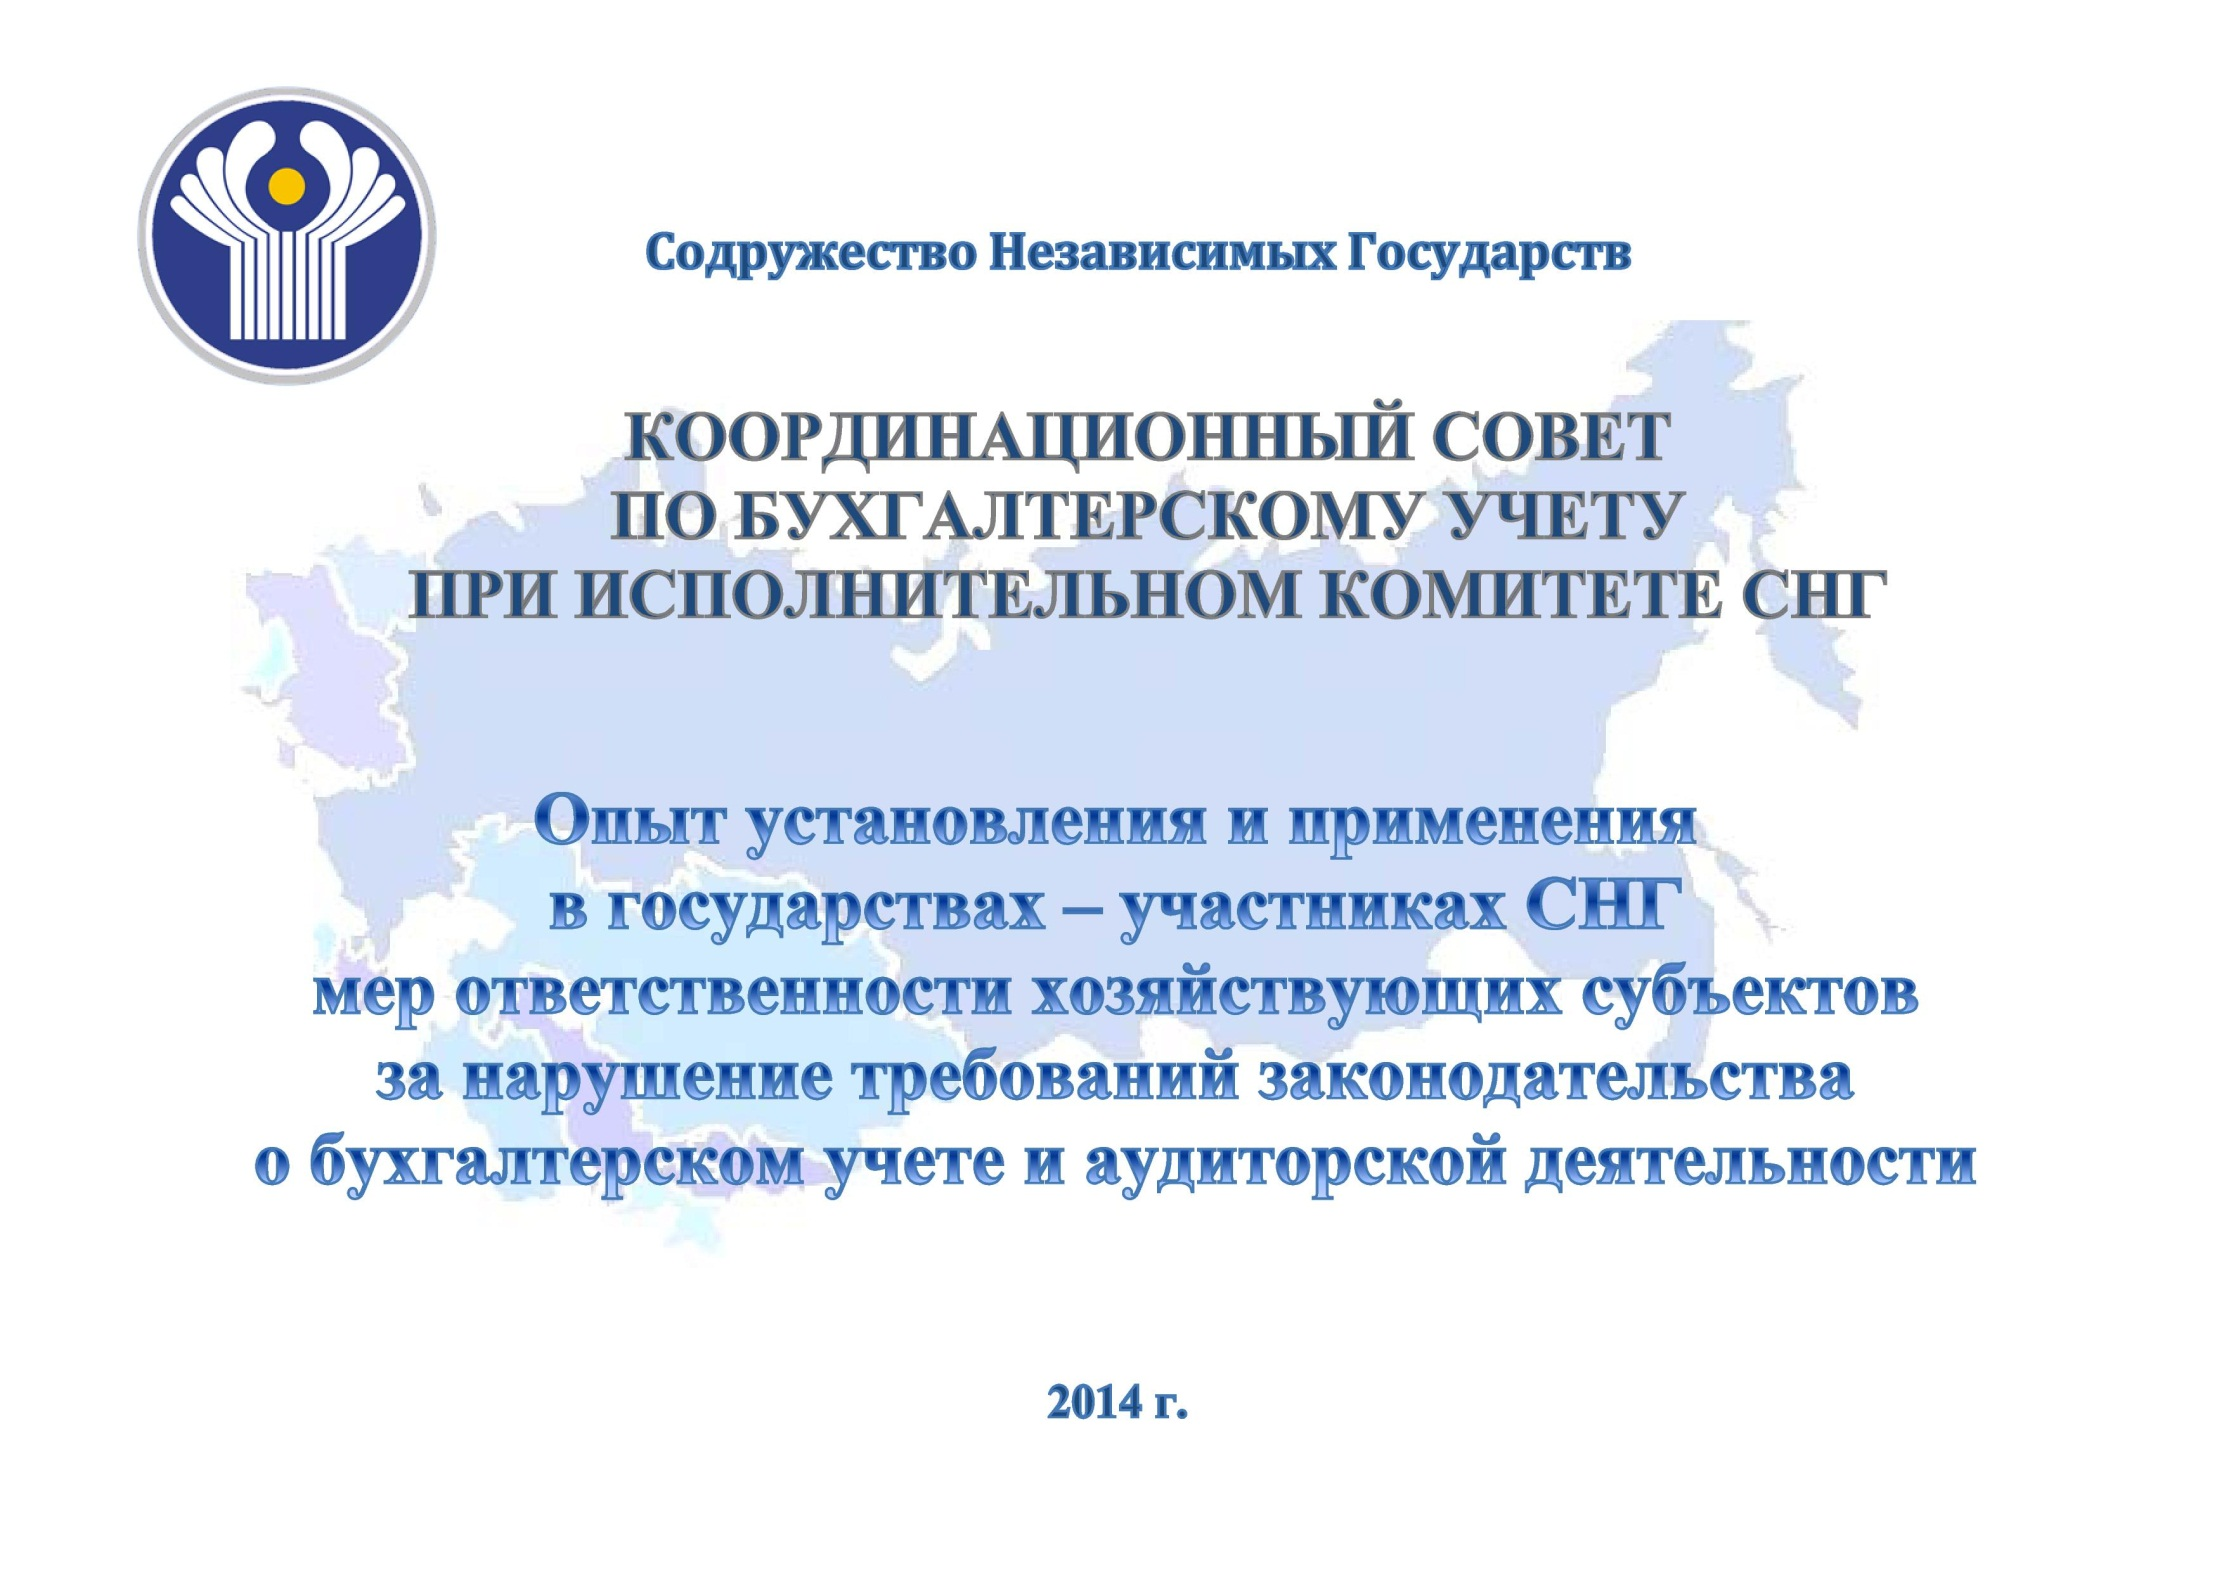 Содружество Независимых Государств
КООРДИНАЦИОННЫЙ СОВЕТ
ПО БУХГАЛТЕРСКОМУ УЧЕТУ
ПРИ ИСПОЛНИТЕЛЬНОМ КОМИТЕТЕ СНГ
Опыт установления и применения
в государствах – участниках СНГ
мер ответственности хозяйствующих субъектов
за нарушение требований законодательства
о бухгалтерском учете и аудиторской деятельности
2014 г.